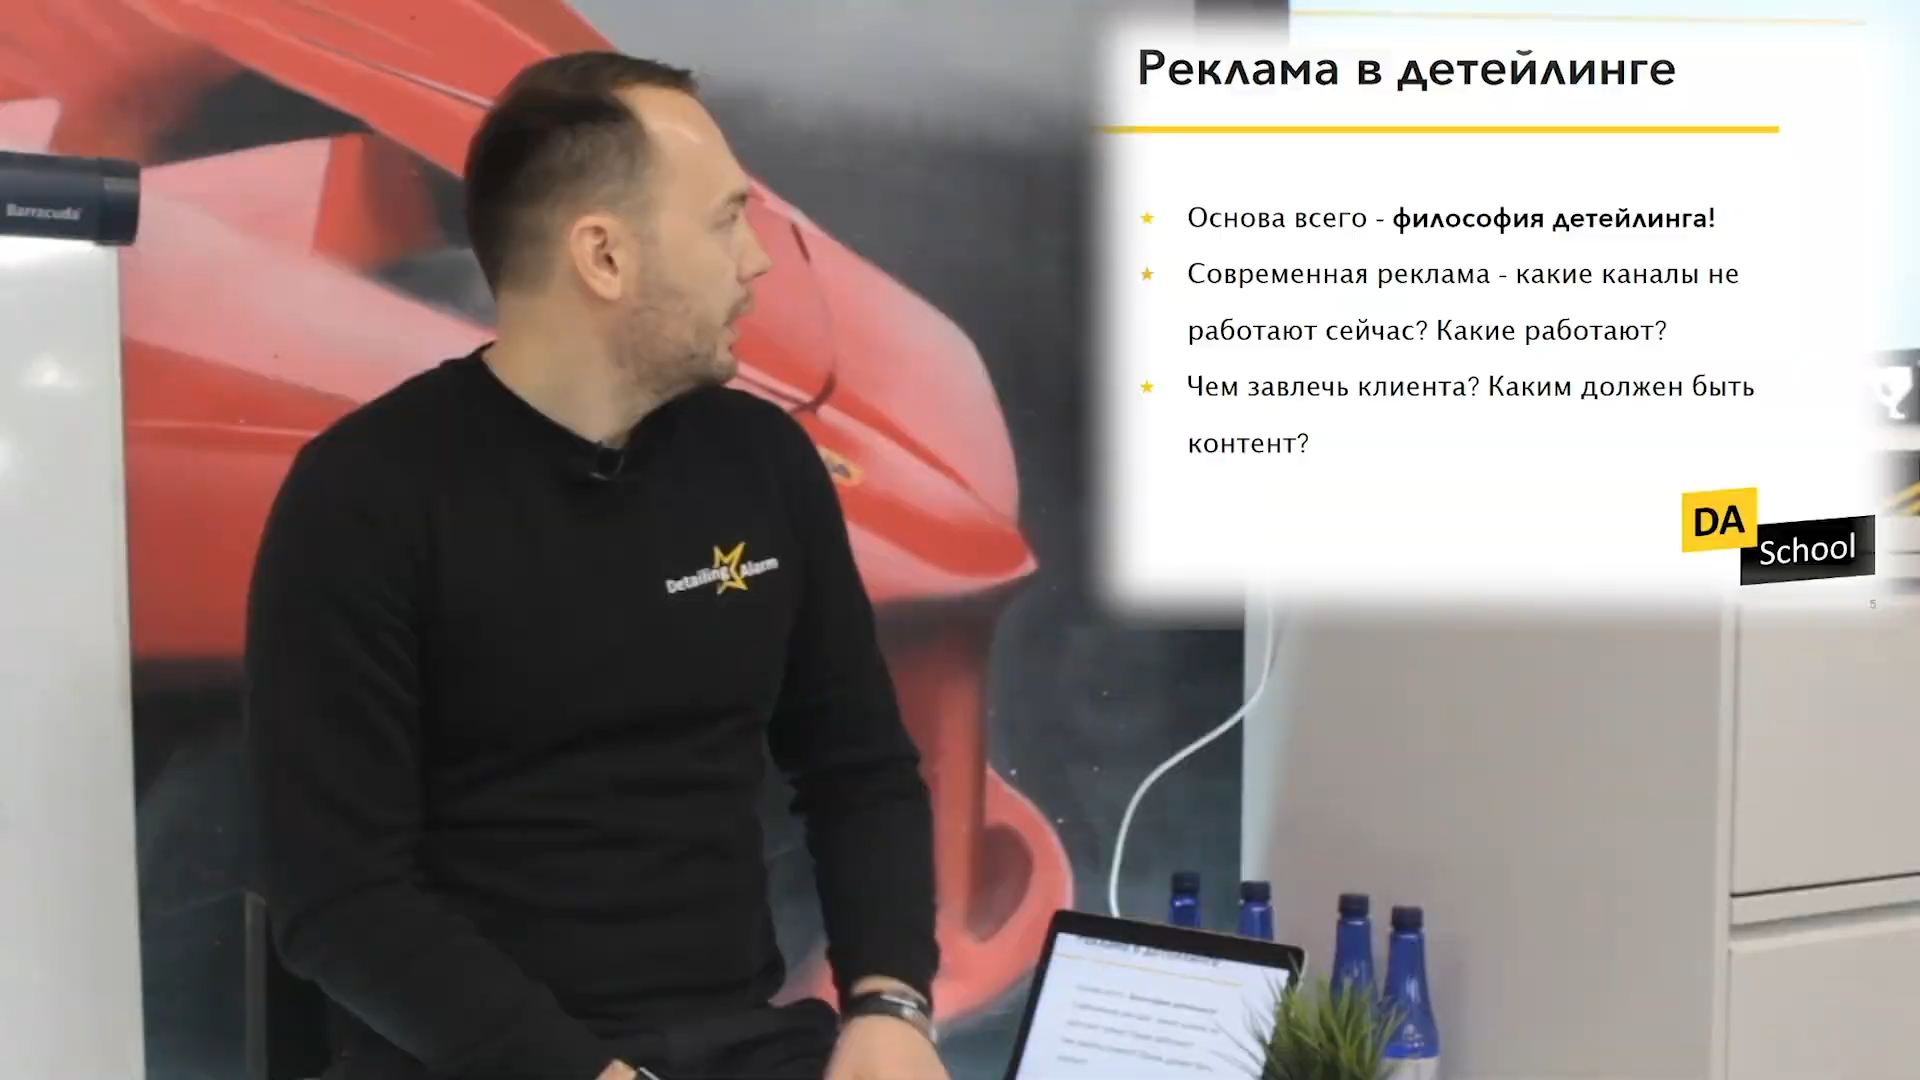 Реклама в детейлинге
Основа всего - философия детейлинга!
Современная реклама - какие каналы не
работают сейчас? Какие работают?
Чем завлечь клиента? Каким должен быть
контент?
DA
School
5
Barracuda
Detailing Alarm